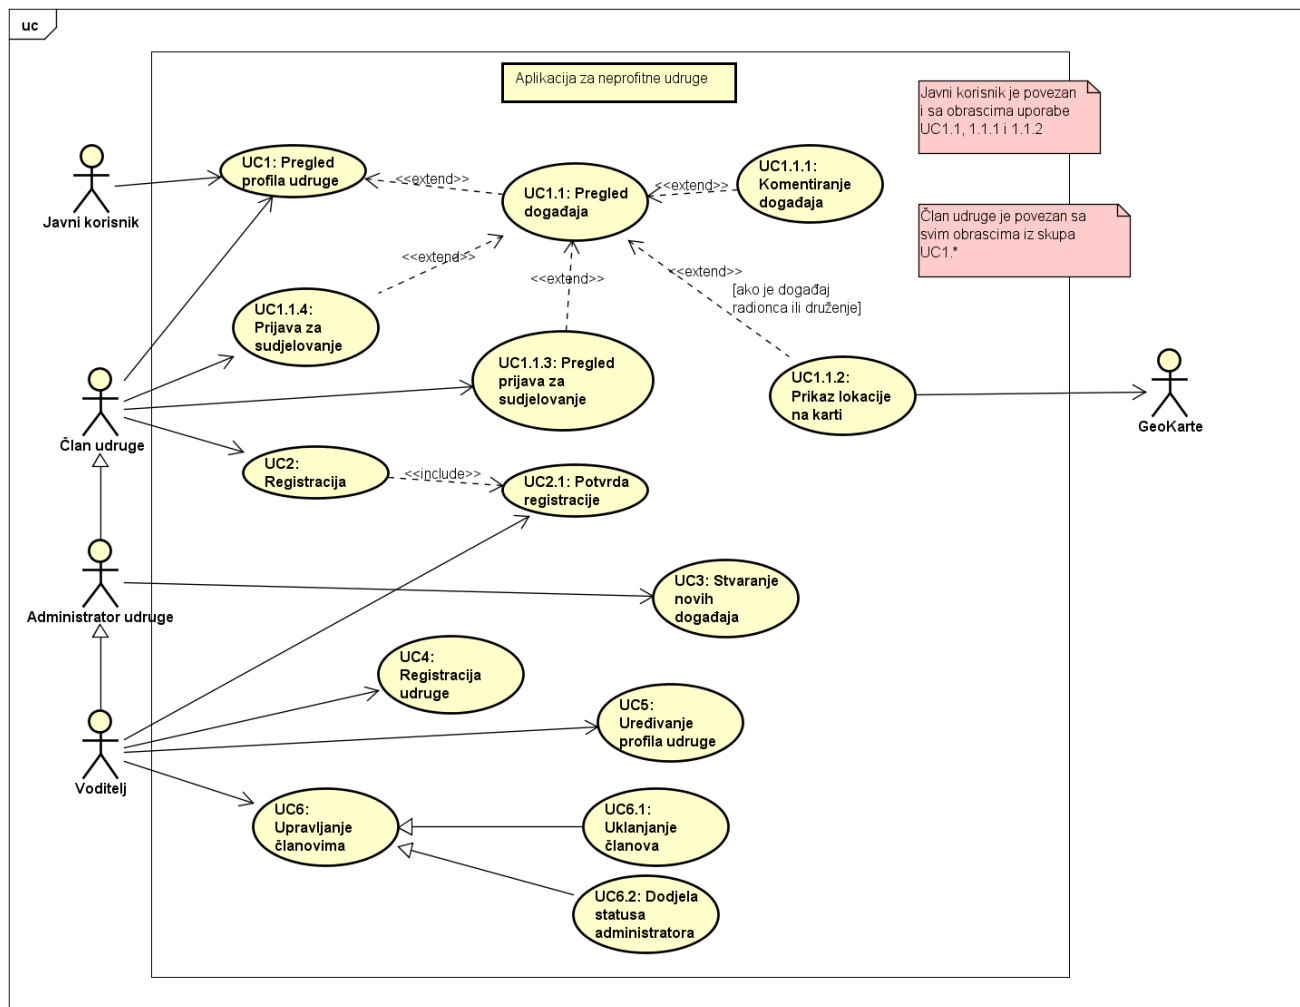 uc
Aplikacija za neprofitne udruge
Javni korisnik je povezan
i sa obrascima uporabe
UC1.1, 1.1.1 i 1.1.2
Javni korisnik
UC1: Pregled
profila udruge
<<extend>>
UC1.1: Pregled
događaja
<<extend>>
UC1.1.1:
Komentiranje
događaja
Član udruge je povezan sa
svim obrascima iz skupa
UC1.*
<<extend>>
<<extend>>
<<extend>>
[ako je događaj
radionca ili druženje]
UC1.1.4:
Prijava za
sudjelovanje
UC1.1.3: Pregled
prijava za
sudjelovanje
UC1.1.2:
Prikaz lokacije
na karti
GeoKarte
Član udruge
UC2:
Registracija
<<include>>
UC2.1: Potvrda
registracije
Administrator udruge
UC3: Stvaranje
novih
događaja
UC4:
Registracija
udruge
UC5:
Uređivanje
profila udruge
Voditelj
UC6:
Upravljanje
članovima
UC6.1:
Uklanjanje
članova
UC6.2: Dodjela
statusa
administratora